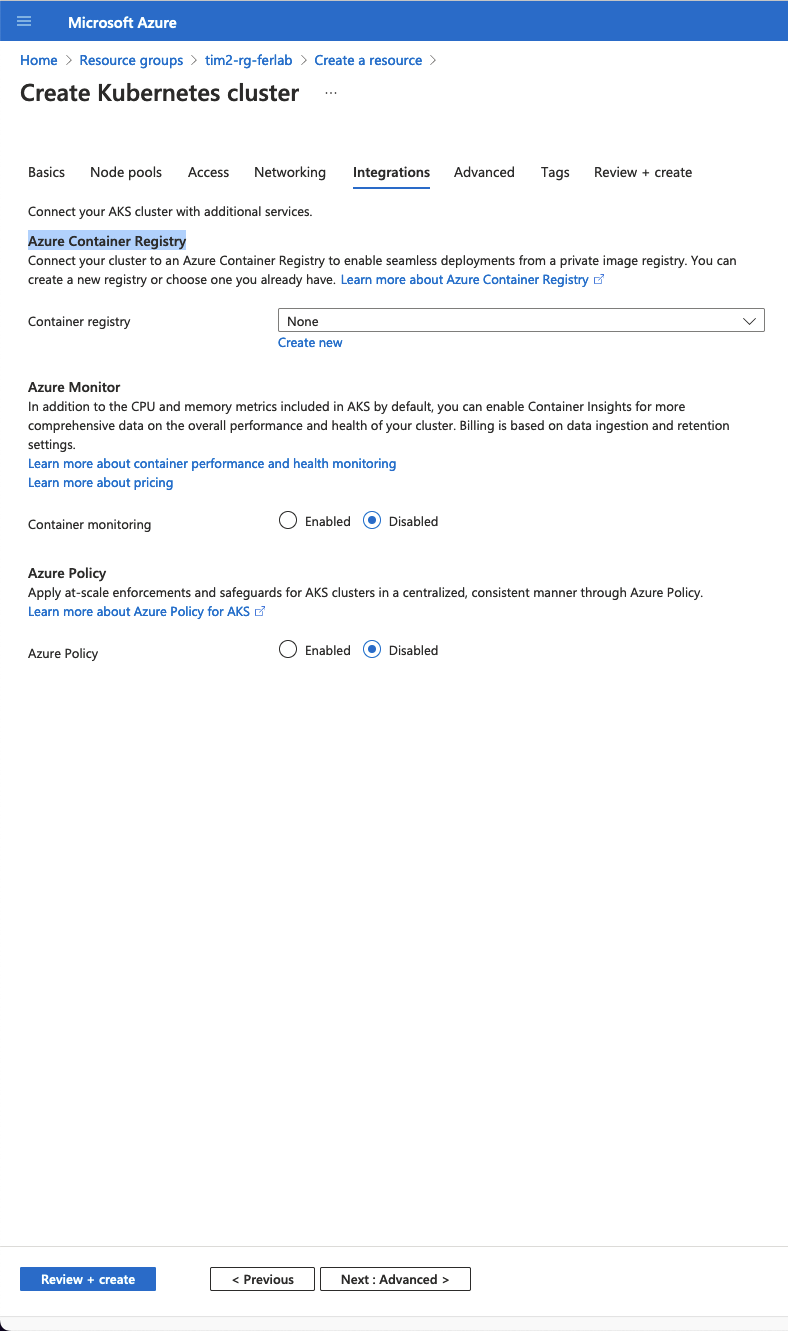 Microsoft Azure
Home > Resource groups > tim2-rg-ferlab > Create a resource >
Create Kubernetes cluster ...
Basics Node pools Access Networking Integrations Advanced Tags Review + create
Connect your AKS cluster with additional services.
Azure Container Registry
Connect your cluster to an Azure Container Registry to enable seamless deployments from a private image registry. You can
create a new registry or choose one you already have. Learn more about Azure Container Registry
Container registry None
Create new
Azure Monitor
In addition to the CPU and memory metrics included in AKS by default, you can enable Container Insights for more
comprehensive data on the overall performance and health of your cluster. Billing is based on data ingestion and retention
settings.
Learn more about container performance and health monitoring
Learn more about pricing
Container monitoring Enabled Disabled
Azure Policy
Apply at-scale enforcements and safeguards for AKS clusters in a centralized, consistent manner through Azure Policy.
Learn more about Azure Policy for AKS
Azure Policy Enabled Disabled
Review + create < Previous Next : Advanced >